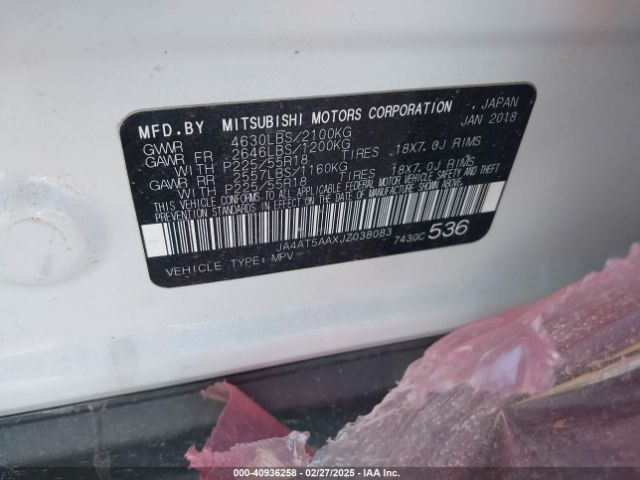 MFD.BY MITSUBISHI MOTORS CORPORATION , JAPAN
JAN 2018
GVWR 4630LBS/2100KG
GAWR FR 2646LBS/1200KG
WITH P225/55R18 TIRES 18X7.0J RIMS
GAWR RR 2557LBS/1160KG
WITH P225/55R18 TIRES 18X7.0J RIMS
THIS VEHICLE CONFORMS TO ALL APPLICABLE FEDERAL MOTOR VEHICLE SAFETY AND
THEFT PREVENTION STANDARDS IN EFFECT ON THE DATE OF MANUFACTURE SHOWN ABOVE.
JA4AT5AAXJZ038083 7430C 536
VEHICLE TYPE: MPV
000-40936258 - 02/27/2025 - IAA Inc.